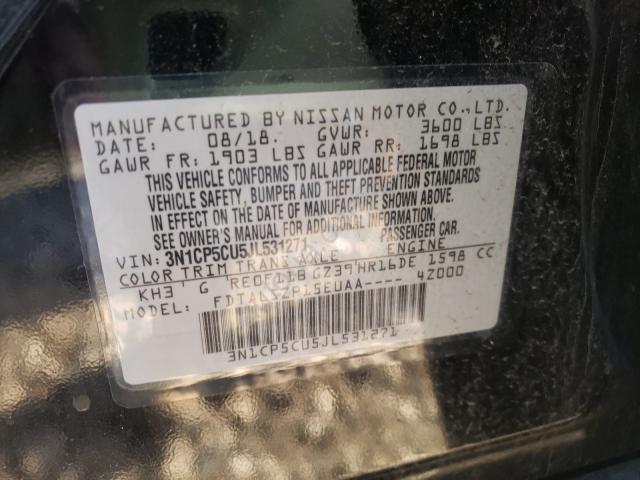 MANUFACTURED BY NISSAN MOTOR CO.,LTD.
DATE: 08/18. GVWR: 3600 LBS
GAWR FR: 1903 LBS GAWR RR: 1698 LBS
THIS VEHICLE CONFORMS TO ALL APPLICABLE FEDERAL MOTOR
VEHICLE SAFETY, BUMPER AND THEFT PREVENTION STANDARDS
IN EFFECT ON THE DATE OF MANUFACTURE SHOWN ABOVE.
SEE OWNER'S MANUAL FOR ADDITIONAL INFORMATION.
VIN: 3N1CP5CU5JL531271 PASSENGER CAR.
COLOR TRIM TRANS AXLE ENGINE
KH3 G RE0F11B GZ39 HR16DE 1598 CC
MODEL: 42000
3N1CP5CU5JL531271